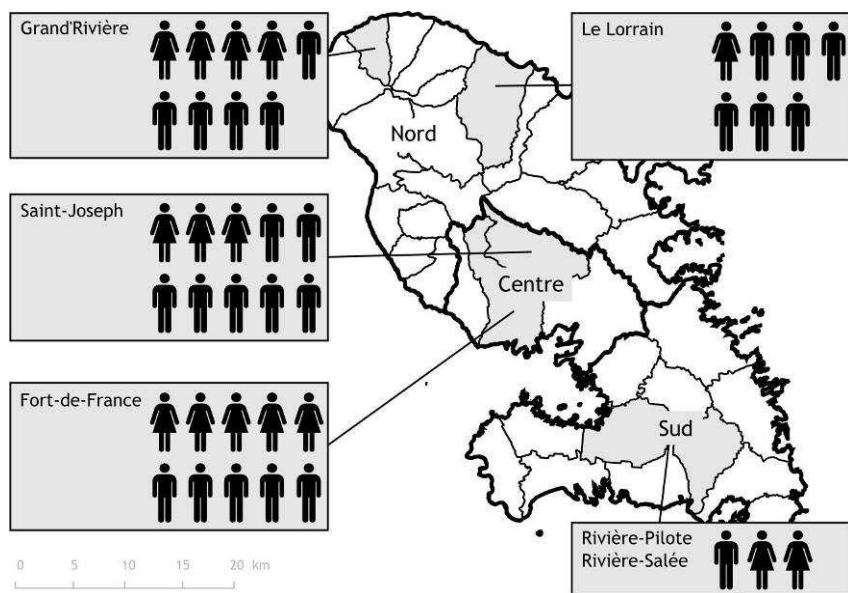 Grand'Rivière
Le Lorrain
Nord
Saint-Joseph
Centre
Fort-de-France
Sud
Rivière-Pilote
Rivière-Salée
0 5 10 15 20 km